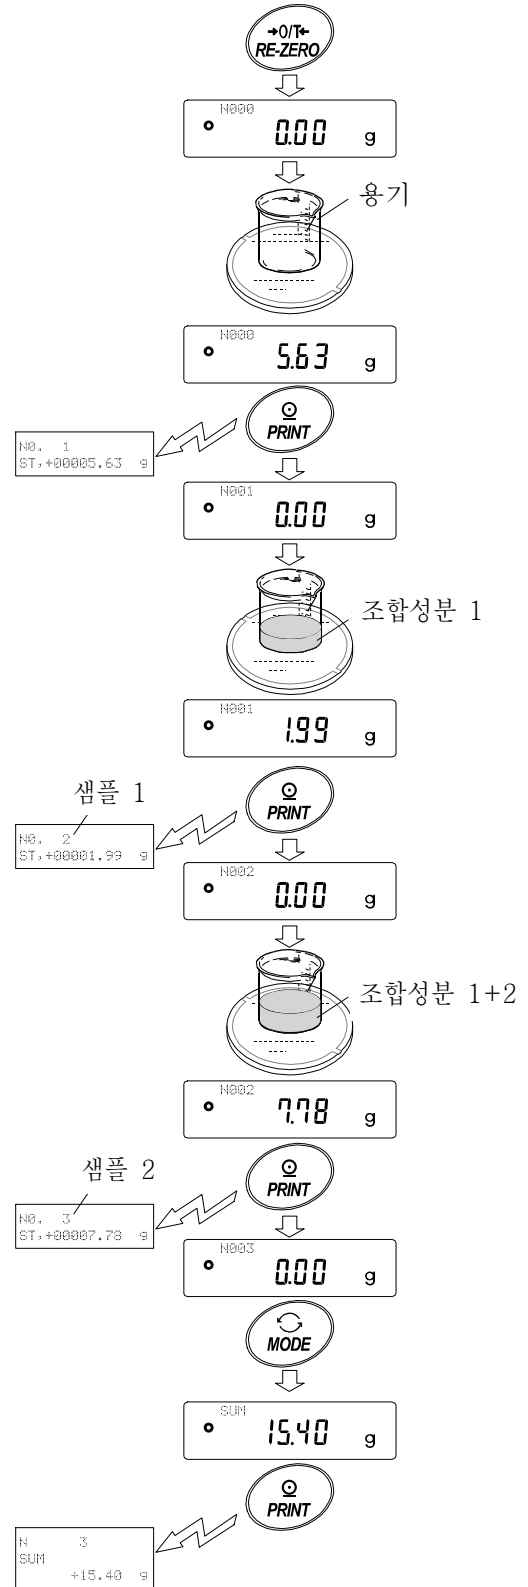 →0/T←
RE-ZERO
N000
0.00 g
용기
N000
5.63 g
PRINT
N0. 1
ST,+00005.63 g
N001
0.00 g
조합성분 1
N001
1.99 g
샘플 1
PRINT
N0. 2
ST,+00001.99 g
N002
0.00 g
조합성분 1+2
N002
7.78 g
샘플 2
PRINT
N0. 3
ST,+00007.78 g
N003
0.00 g
MODE
SUM
15.40 g
PRINT
N 3
SUM
+15.40 g